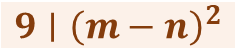 9 | (m − n)²